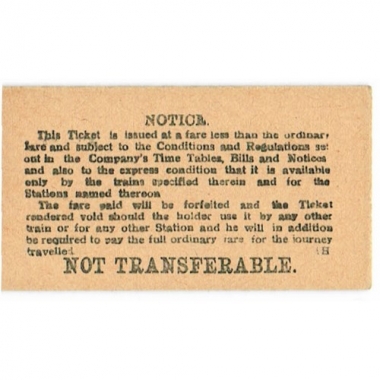 NOTICE.
This Ticket is issued at a fare less than the ordinary
fare and subject to the Conditions and Regulations set
out in the Company's Time Tables, Bills and Notices
and also to the express condition that it is available
only by the trains specified therein and for the
Stations named thereon
The fare paid will be forfeited and the Ticket
rendered void should the holder use it by any other
train or for any other Station and he will in addition
be required to pay the full ordinary fare for the journey
travelled.
NOT TRANSFERABLE.